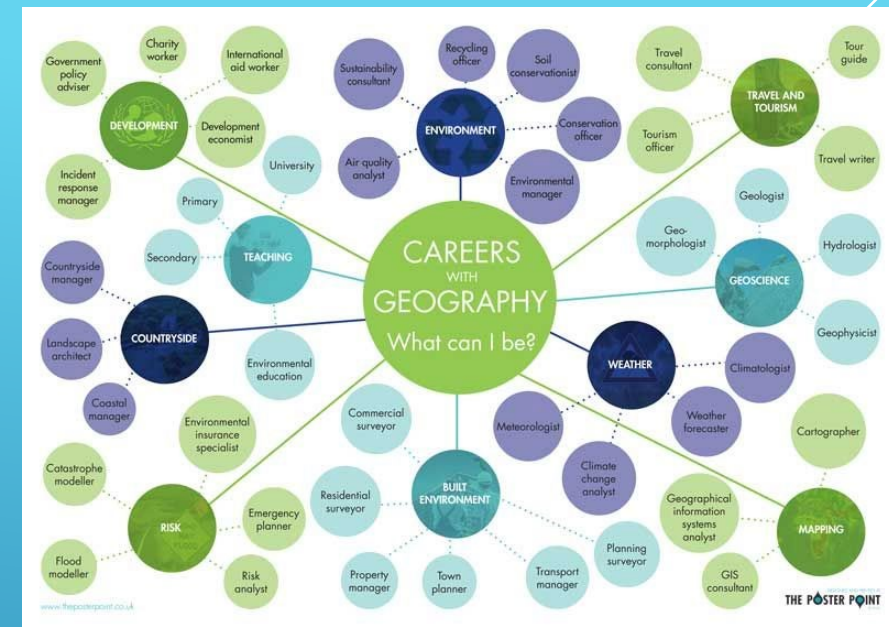 CAREERS
WITH
GEOGRAPHY
What can I be?
DEVELOPMENT
Government
policy
adviser
Charity
worker
International
aid worker
Development
economist
Incident
response
manager
ENVIRONMENT
Sustainability
consultant
Recycling
officer
Soil
conservationist
Conservation
officer
Environmental
manager
Air quality
analyst
TRAVEL AND
TOURISM
Travel
consultant
Tour
guide
Tourism
officer
Travel writer
TEACHING
University
Primary
Secondary
Environmental
education
GEOSCIENCE
Geo-
morphologist
Geologist
Hydrologist
Geophysicist
COUNTRYSIDE
Countryside
manager
Landscape
architect
Coastal
manager
WEATHER
Climatologist
Weather
forecaster
Climate
change
analyst
Meteorologist
RISK
Environmental
insurance
specialist
Catastrophe
modeller
Flood
modeller
Emergency
planner
Risk
analyst
BUILT
ENVIRONMENT
Commercial
surveyor
Residential
surveyor
Property
manager
Town
planner
Transport
manager
Planning
surveyor
MAPPING
Cartographer
Geographical
information
systems
analyst
GIS
consultant
www.theposterpoint.co.uk
THE POSTER POINT